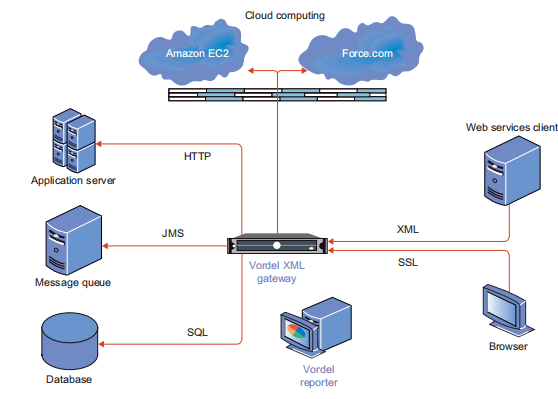 Cloud computing
Amazon EC2
Force.com
Application server
HTTP
Web services client
JMS
XML
Message queue
Vordel XML
gateway
SSL
SQL
Database
Vordel
reporter
Browser